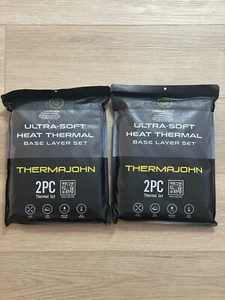 ULTRA-SOFT
HEAT THERMAL
BASE LAYER SET
THERMAJOHN
2PC
Thermal Set
ULTRA-SOFT
HEAT THERMAL
BASE LAYER SET
THERMAJOHN
2PC
Thermal Set